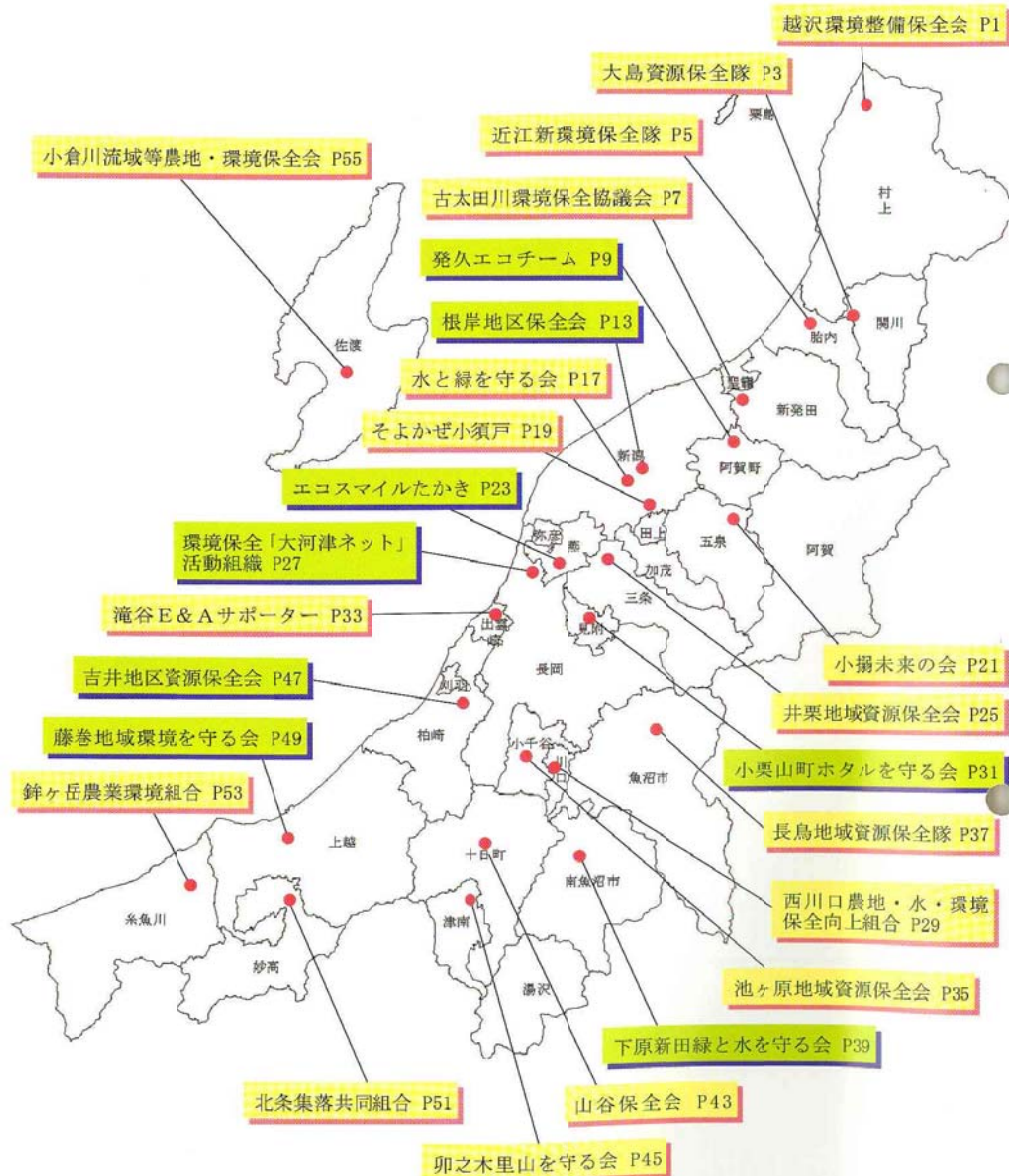 越沢環境整備保全会 P1
大島資源保全隊 P3
粟島
近江新環境保全隊 P5
小倉川流域等農地・環境保全会 P55
古太田川環境保全協議会 P7
村上
発久エコチーム P9
根岸地区保全会 P13
関川
胎内
佐渡
水と緑を守る会 P17
聖籠
新発田
そよかぜ小須戸 P19
新潟
阿賀野
エコスマイルたかき P23
弥彦
燕
田上
五泉
阿賀
環境保全「大河津ネット」
活動組織 P27
加茂
三条
滝谷E&Aサポーター P33
出雲崎
見附
小搦未来の会 P21
長岡
吉井地区資源保全会 P47
刈羽
井栗地域資源保全会 P25
柏崎
藤巻地域環境を守る会 P49
小千谷
川口
魚沼市
小栗山町ホタルを守る会 P31
鉾ヶ岳農業環境組合 P53
長鳥地域資源保全隊 P37
上越
十日町
南魚沼市
西川口農地・水・環境
保全向上組合 P29
糸魚川
津南
妙高
湯沢
池ヶ原地域資源保全会 P35
下原新田緑と水を守る会 P39
北条集落共同組合 P51
山谷保全会 P43
卯之木里山を守る会 P45